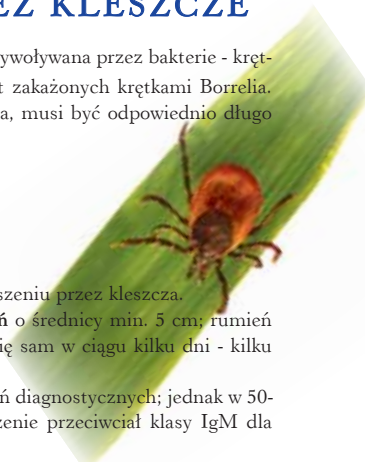 EZ KLESZCZE
ywoływana przez bakterie - kręt-
t zakażonych krętkami Borrelia.
a, musi być odpowiednio długo
szeniu przez kleszcza.
ń o średnicy min. 5 cm; rumień
ię sam w ciągu kilku dni - kilku
ń diagnostycznych; jednak w 50-
zenie przeciwciał klasy IgM dla